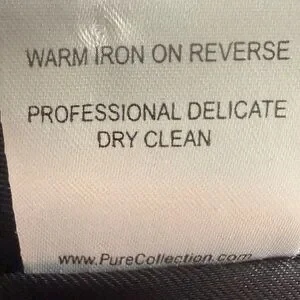 WARM IRON ON REVERSE
PROFESSIONAL DELICATE
DRY CLEAN
www.PureCollection.com